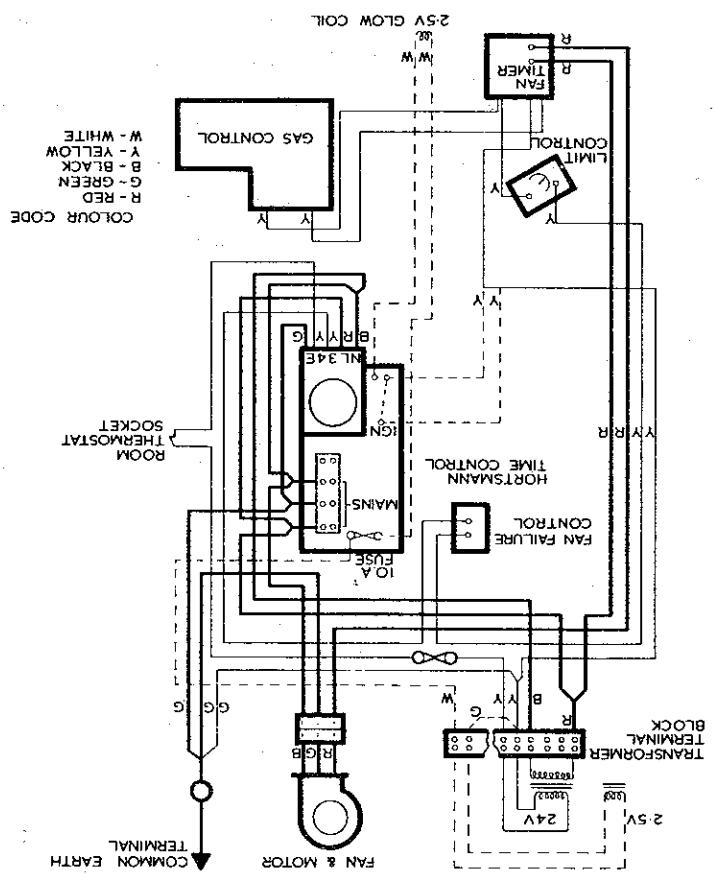 COMMON EARTH
TERMINAL
FAN & MOTOR
2·5V
24V
TRANSFORMER
TERMINAL
BLOCK
R
B
Y
Y
G
W
R
G
B
G
G
G
10.A
FUSE
FAN FAILURE
CONTROL
MAINS
HORTSMANN
TIME CONTROL
ROOM
THERMOSTAT
SOCKET
R
R
Y
Y
IGN
NL34E
B
R
Y
Y
G
Y
Y
LIMIT
CONTROL
Y
Y
COLOUR CODE
R - RED
G - GREEN
B - BLACK
Y - YELLOW
W - WHITE
Y
Y
GAS CONTROL
FAN
TIMER
R
R
W
W
2·5V GLOW COIL